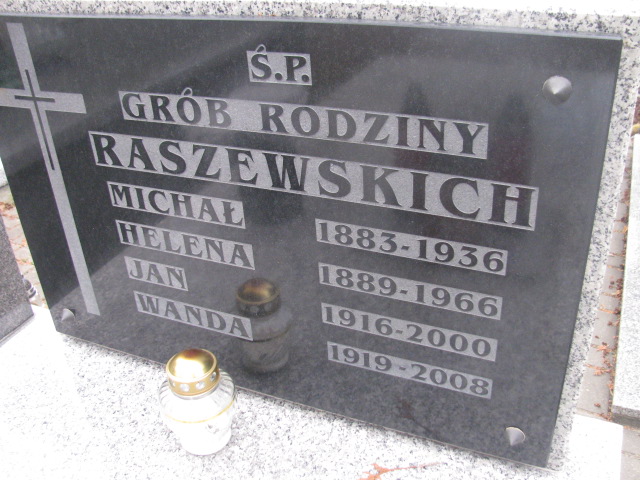 Ś.P.
GRÓB RODZINY
RASZEWSKICH
MICHAŁ 1883-1936
HELENA 1889-1966
JAN 1916-2000
WANDA 1919-2008